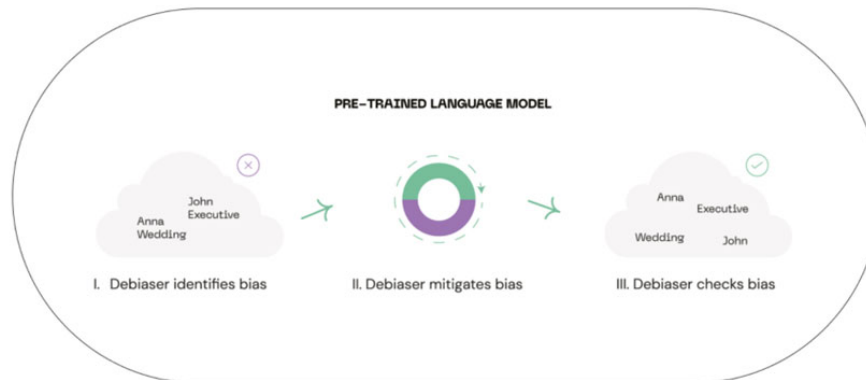 PRE-TRAINED LANGUAGE MODEL
John
Executive
Anna
Wedding
Anna
Executive
Wedding
John
I. Debiaser identifies bias
II. Debiaser mitigates bias
III. Debiaser checks bias